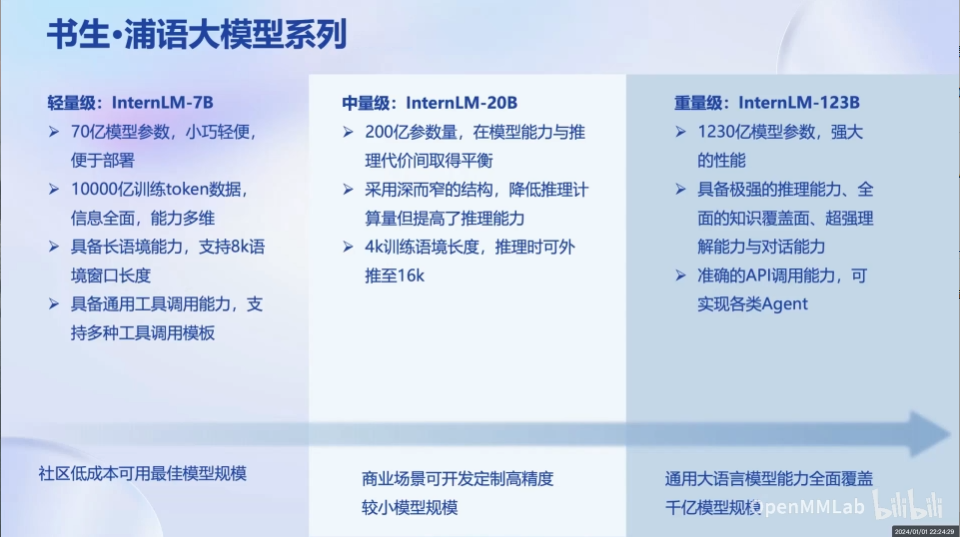 书生·浦语大模型系列
轻量级：InternLM-7B
➢ 70亿模型参数，小巧轻便，
便于部署
➢ 10000亿训练token数据，
信息全面，能力多维
➢ 具备长语境能力，支持8k语
境窗口长度
➢ 具备通用工具调用能力，支
持多种工具调用模板
社区低成本可用最佳模型规模
中量级：InternLM-20B
➢ 200亿参数量，在模型能力与推
理代价间取得平衡
➢ 采用深而窄的结构，降低推理计
算量但提高了推理能力
➢ 4k训练语境长度，推理时可外
推至16k
商业场景可开发定制高精度
较小模型规模
重量级：InternLM-123B
➢ 1230亿模型参数，强大
的性能
➢ 具备极强的推理能力、全
面的知识覆盖面、超强理
解能力与对话能力
➢ 准确的API调用能力，可
实现各类Agent
通用大语言模型能力全面覆盖
千亿模型规模
OpenMMLab bilibili
2024/01/01 22:24:29